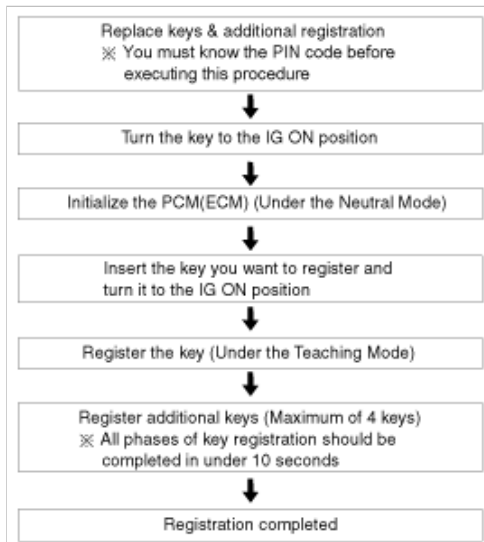 Replace keys & additional registration
※ You must know the PIN code before
executing this procedure
Turn the key to the IG ON position
Initialize the PCM(ECM) (Under the Neutral Mode)
Insert the key you want to register and
turn it to the IG ON position
Register the key (Under the Teaching Mode)
Register additional keys (Maximum of 4 keys)
※ All phases of key registration should be
completed in under 10 seconds
Registration completed